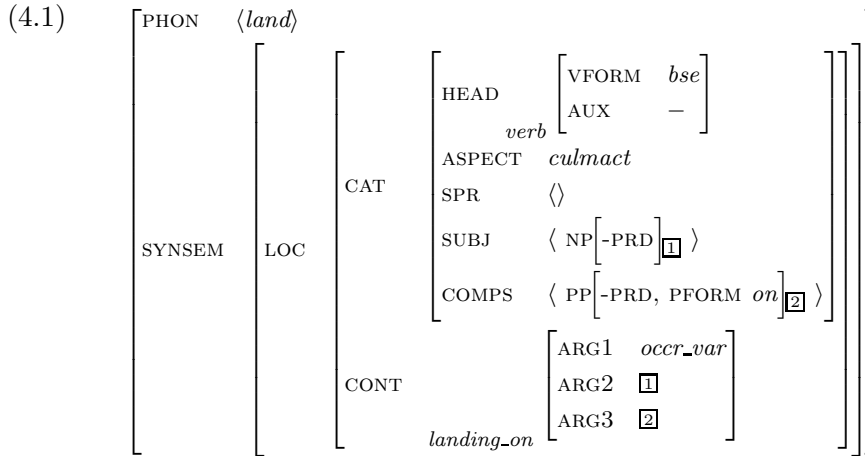 (4.1)
PHON ⟨land⟩
SYNSEM LOC CAT HEAD verb VFORM bse
AUX −
ASPECT culmact
SPR ⟨⟩
SUBJ ⟨ NP[-PRD]1 ⟩
COMPS ⟨ PP[-PRD, PFORM on]2 ⟩
CONT landing_on ARG1 occr_var
ARG2 1
ARG3 2